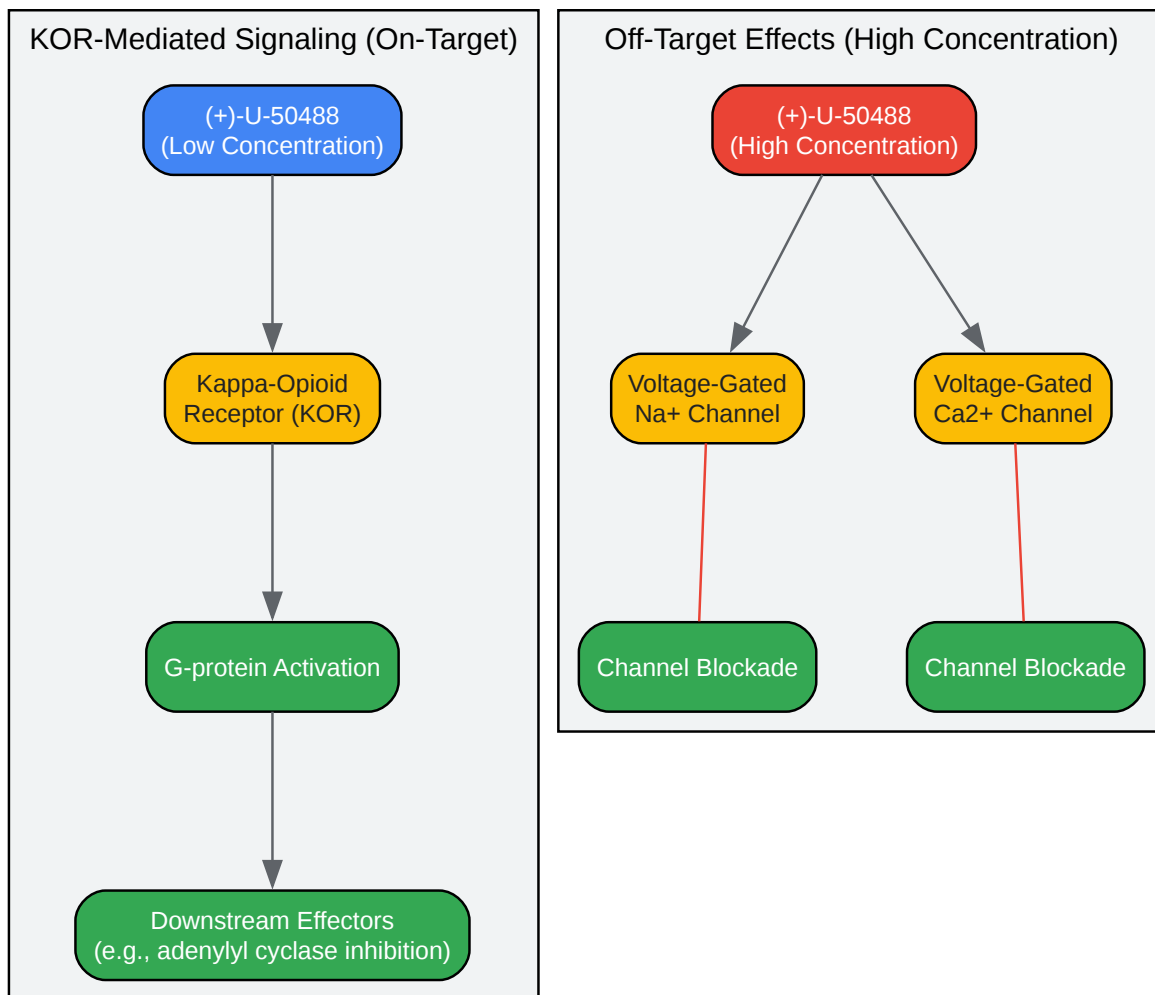 KOR-Mediated Signaling (On-Target)
(+)-U-50488
(Low Concentration)
Kappa-Opioid
Receptor (KOR)
G-protein Activation
Downstream Effectors
(e.g., adenylyl cyclase inhibition)
Off-Target Effects (High Concentration)
(+)-U-50488
(High Concentration)
Voltage-Gated
Na+ Channel
Voltage-Gated
Ca2+ Channel
Channel Blockade
Channel Blockade